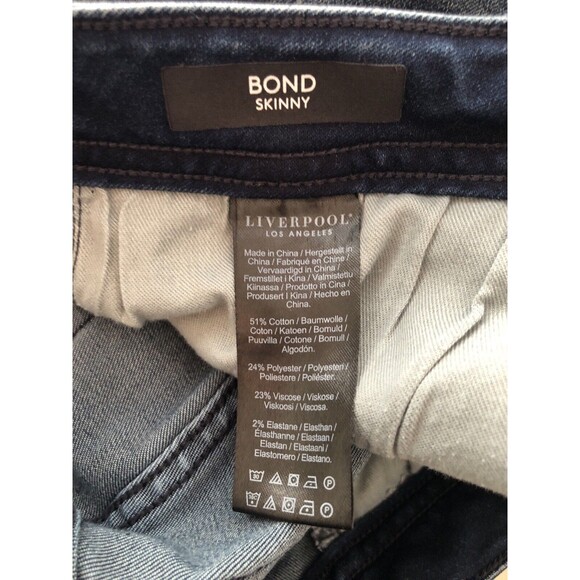 BOND
SKINNY
LIVERPOOL®
LOS ANGELES
Made in China / Hergestellt in
China / Fabriqué en Chine /
Vervaardigd in China /
Fremstillet i Kina / Valmistettu
Kiinassa / Prodotto in Cina /
Produsert I Kina / Hecho en
China.
51% Cotton / Baumwolle /
Coton / Katoen / Bomuld /
Puuvilla / Cotone / Bomull /
Algodón.
24% Polyester / Polyesteri /
Poliestere / Poliéster.
23% Viscose / Viskose /
Viskoosi / Viscosa.
2% Elastane / Elasthan /
Élasthanne / Elastaan /
Elastan / Elastaani /
Elastomero / Elastano.
30 P
P